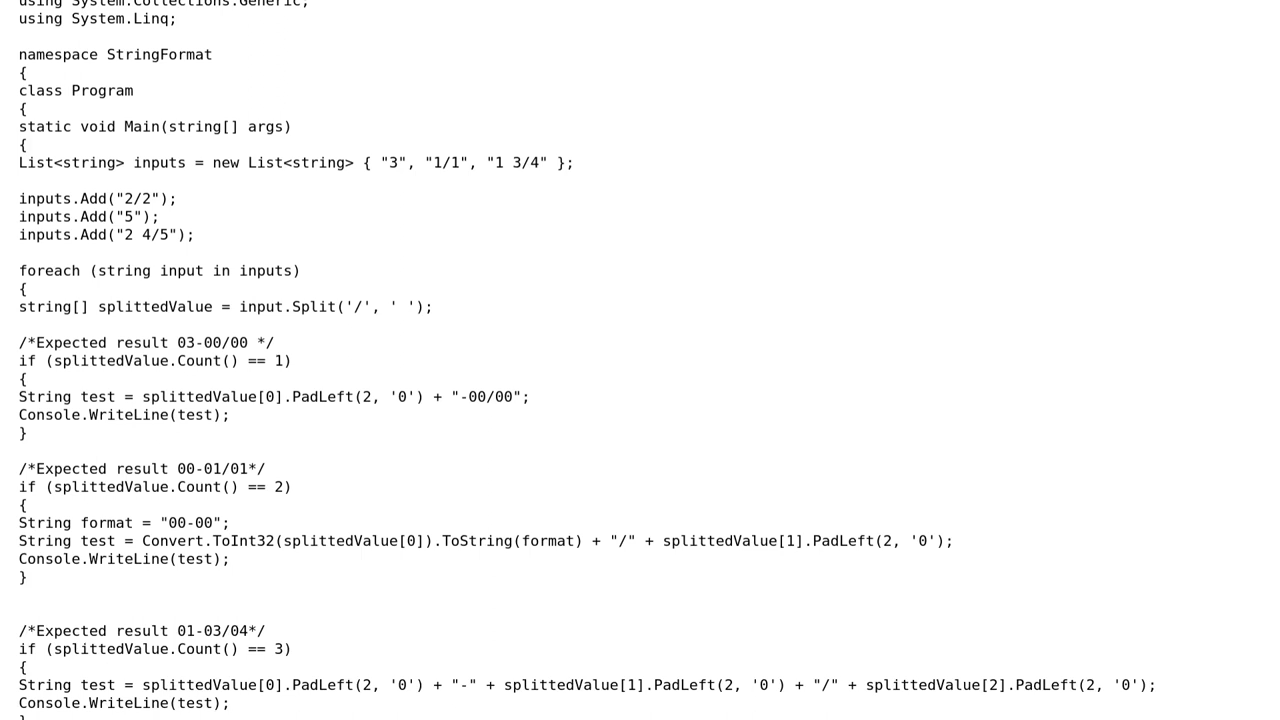 using System.Collections.Generic;
using System.Linq;
namespace StringFormat
{
class Program
{
static void Main(string[] args)
{
List<string> inputs = new List<string> { "3", "1/1", "1 3/4" };
inputs.Add("2/2");
inputs.Add("5");
inputs.Add("2 4/5");
foreach (string input in inputs)
{
string[] splittedValue = input.Split('/', ' ');
/*Expected result 03-00/00 */
if (splittedValue.Count() == 1)
{
String test = splittedValue[0].PadLeft(2, '0') + "-00/00";
Console.WriteLine(test);
}
/*Expected result 00-01/01*/
if (splittedValue.Count() == 2)
{
String format = "00-00";
String test = Convert.ToInt32(splittedValue[0]).ToString(format) + "/" + splittedValue[1].PadLeft(2, '0');
Console.WriteLine(test);
}
/*Expected result 01-03/04*/
if (splittedValue.Count() == 3)
{
String test = splittedValue[0].PadLeft(2, '0') + "-" + splittedValue[1].PadLeft(2, '0') + "/" + splittedValue[2].PadLeft(2, '0');
Console.WriteLine(test);
}